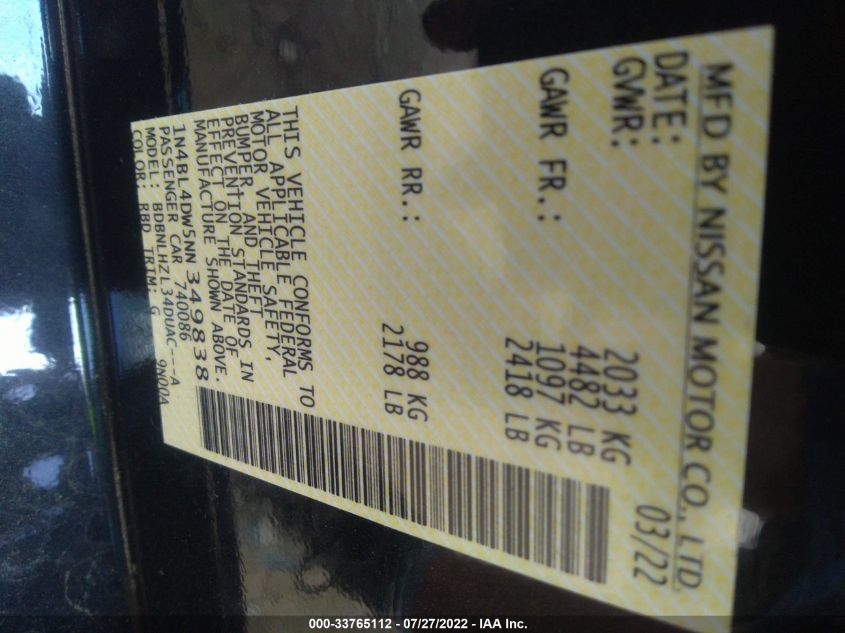 MFD BY NISSAN MOTOR CO., LTD.
DATE: 03/22
GVWR: 2033 KG
4482 LB
GAWR FR.: 1097 KG
2418 LB
GAWR RR.: 988 KG
2178 LB
THIS VEHICLE CONFORMS TO
ALL APPLICABLE FEDERAL
MOTOR VEHICLE SAFETY,
BUMPER, AND THEFT
PREVENTION STANDARDS IN
EFFECT ON THE DATE OF
MANUFACTURE SHOWN ABOVE.
1N4BL4DW5NN349838
PASSENGER CAR 740086
MODEL: BDBNLHZL34DUAC---A
COLOR: RBD TRIM: G 9N00A
000-33765112 - 07/27/2022 - IAA Inc.